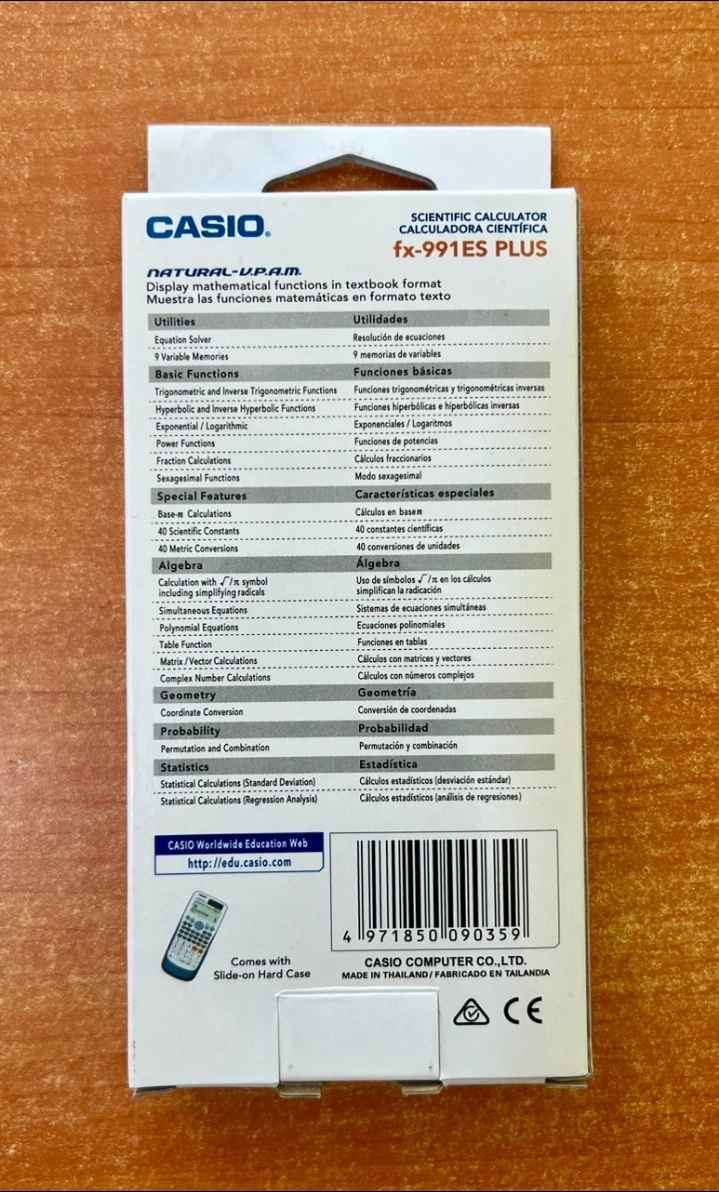 CASIO®
SCIENTIFIC CALCULATOR
CALCULADORA CIENTÍFICA
fx-991ES PLUS
NATURAL-V.P.A.M.
Display mathematical functions in textbook format
Muestra las funciones matemáticas en formato texto
Utilities Utilidades
Equation Solver Resolución de ecuaciones
9 Variable Memories 9 memorias de variables
Basic Functions Funciones básicas
Trigonometric and Inverse Trigonometric Functions Funciones trigonométricas y trigonométricas inversas
Hyperbolic and Inverse Hyperbolic Functions Funciones hiperbólicas e hiperbólicas inversas
Exponential / Logarithmic Exponenciales / Logaritmos
Power Functions Funciones de potencias
Fraction Calculations Cálculos fraccionarios
Sexagesimal Functions Modo sexagesimal
Special Features Características especiales
Base-n Calculations Cálculos en base n
40 Scientific Constants 40 constantes científicas
40 Metric Conversions 40 conversiones de unidades
Algebra Álgebra
Calculation with √/π symbol Uso de símbolos √/π en los cálculos
including simplifying radicals simplifican la radicación
Simultaneous Equations Sistemas de ecuaciones simultáneas
Polynomial Equations Ecuaciones polinomiales
Table Function Funciones en tablas
Matrix / Vector Calculations Cálculos con matrices y vectores
Complex Number Calculations Cálculos con números complejos
Geometry Geometría
Coordinate Conversion Conversión de coordenadas
Probability Probabilidad
Permutation and Combination Permutación y combinación
Statistics Estadística
Statistical Calculations (Standard Deviation) Cálculos estadísticos (desviación estándar)
Statistical Calculations (Regression Analysis) Cálculos estadísticos (análisis de regresiones)
CASIO Worldwide Education Web
http://edu.casio.com
4 971850 090359
Comes with
Slide-on Hard Case
CASIO COMPUTER CO.,LTD.
MADE IN THAILAND / FABRICADO EN TAILANDIA
CE